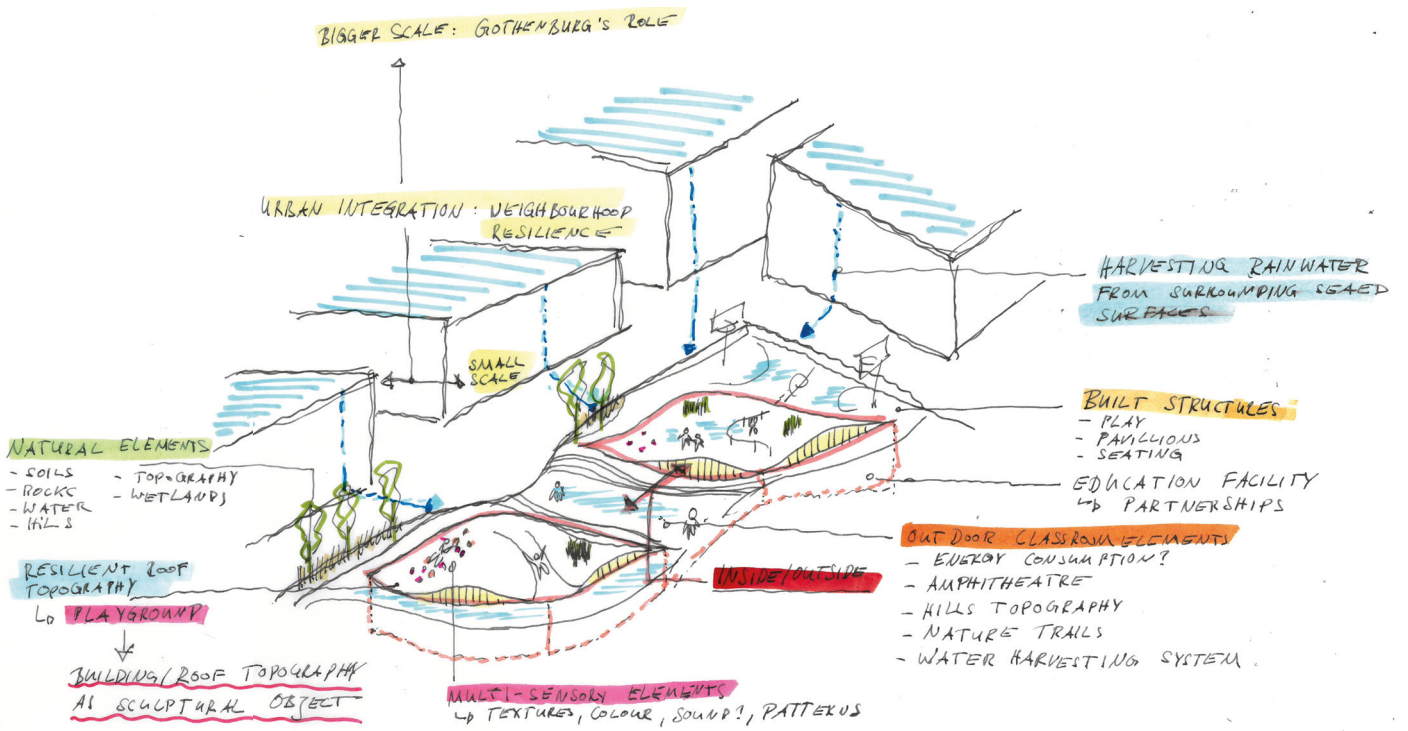 BIGGER SCALE: GOTHENBURG'S ROLE
URBAN INTEGRATION: NEIGHBOURHOOD
RESILIENCE
HARVESTING RAINWATER
FROM SURROUNDING SEAED
SURFACES
SMALL
SCALE
BUILT STRUCTURES
- PLAY
- PAVILLIONS
- SEATING
EDUCATION FACILITY
↳ PARTNERSHIPS
NATURAL ELEMENTS
- SOILS
- ROCKS
- WATER
- HILLS
- TOPOGRAPHY
- WETLANDS
OUTDOOR CLASSROM ELEMENTS
- ENERGY CONSUMPTION?
- AMPHITHEATRE
- HILLS TOPOGRAPHY
- NATURE TRAILS
- WATER HARVESTING SYSTEM.
INSIDE/OUTSIDE
RESILIENT ROOF
TOPOGRAPHY
↳ PLAYGROUND
BUILDING/ROOF TOPOGRAPHY
AS SCULPTURAL OBJECT
MULTI-SENSORY ELEMENTS
↳ TEXTURES, COLOUR, SOUND?, PATTERNS